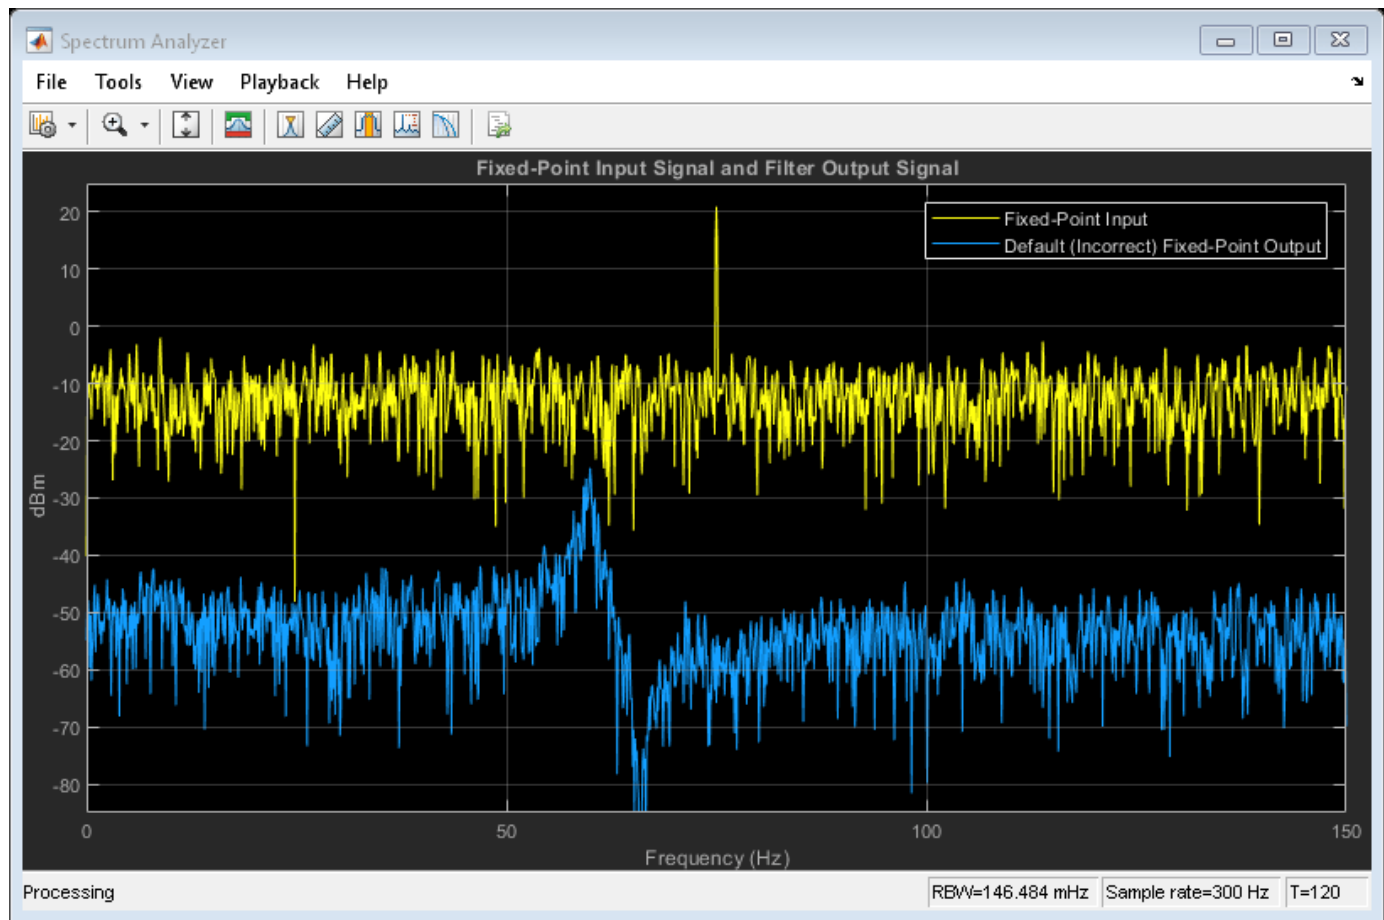 Spectrum Analyzer
File Tools View Playback Help
Fixed-Point Input Signal and Filter Output Signal
Fixed-Point Input
Default (Incorrect) Fixed-Point Output
20
10
0
-10
-20
-30
-40
-50
-60
-70
-80
dBm
0 50 100 150
Frequency (Hz)
Processing RBW=146.484 mHz Sample rate=300 Hz T=120